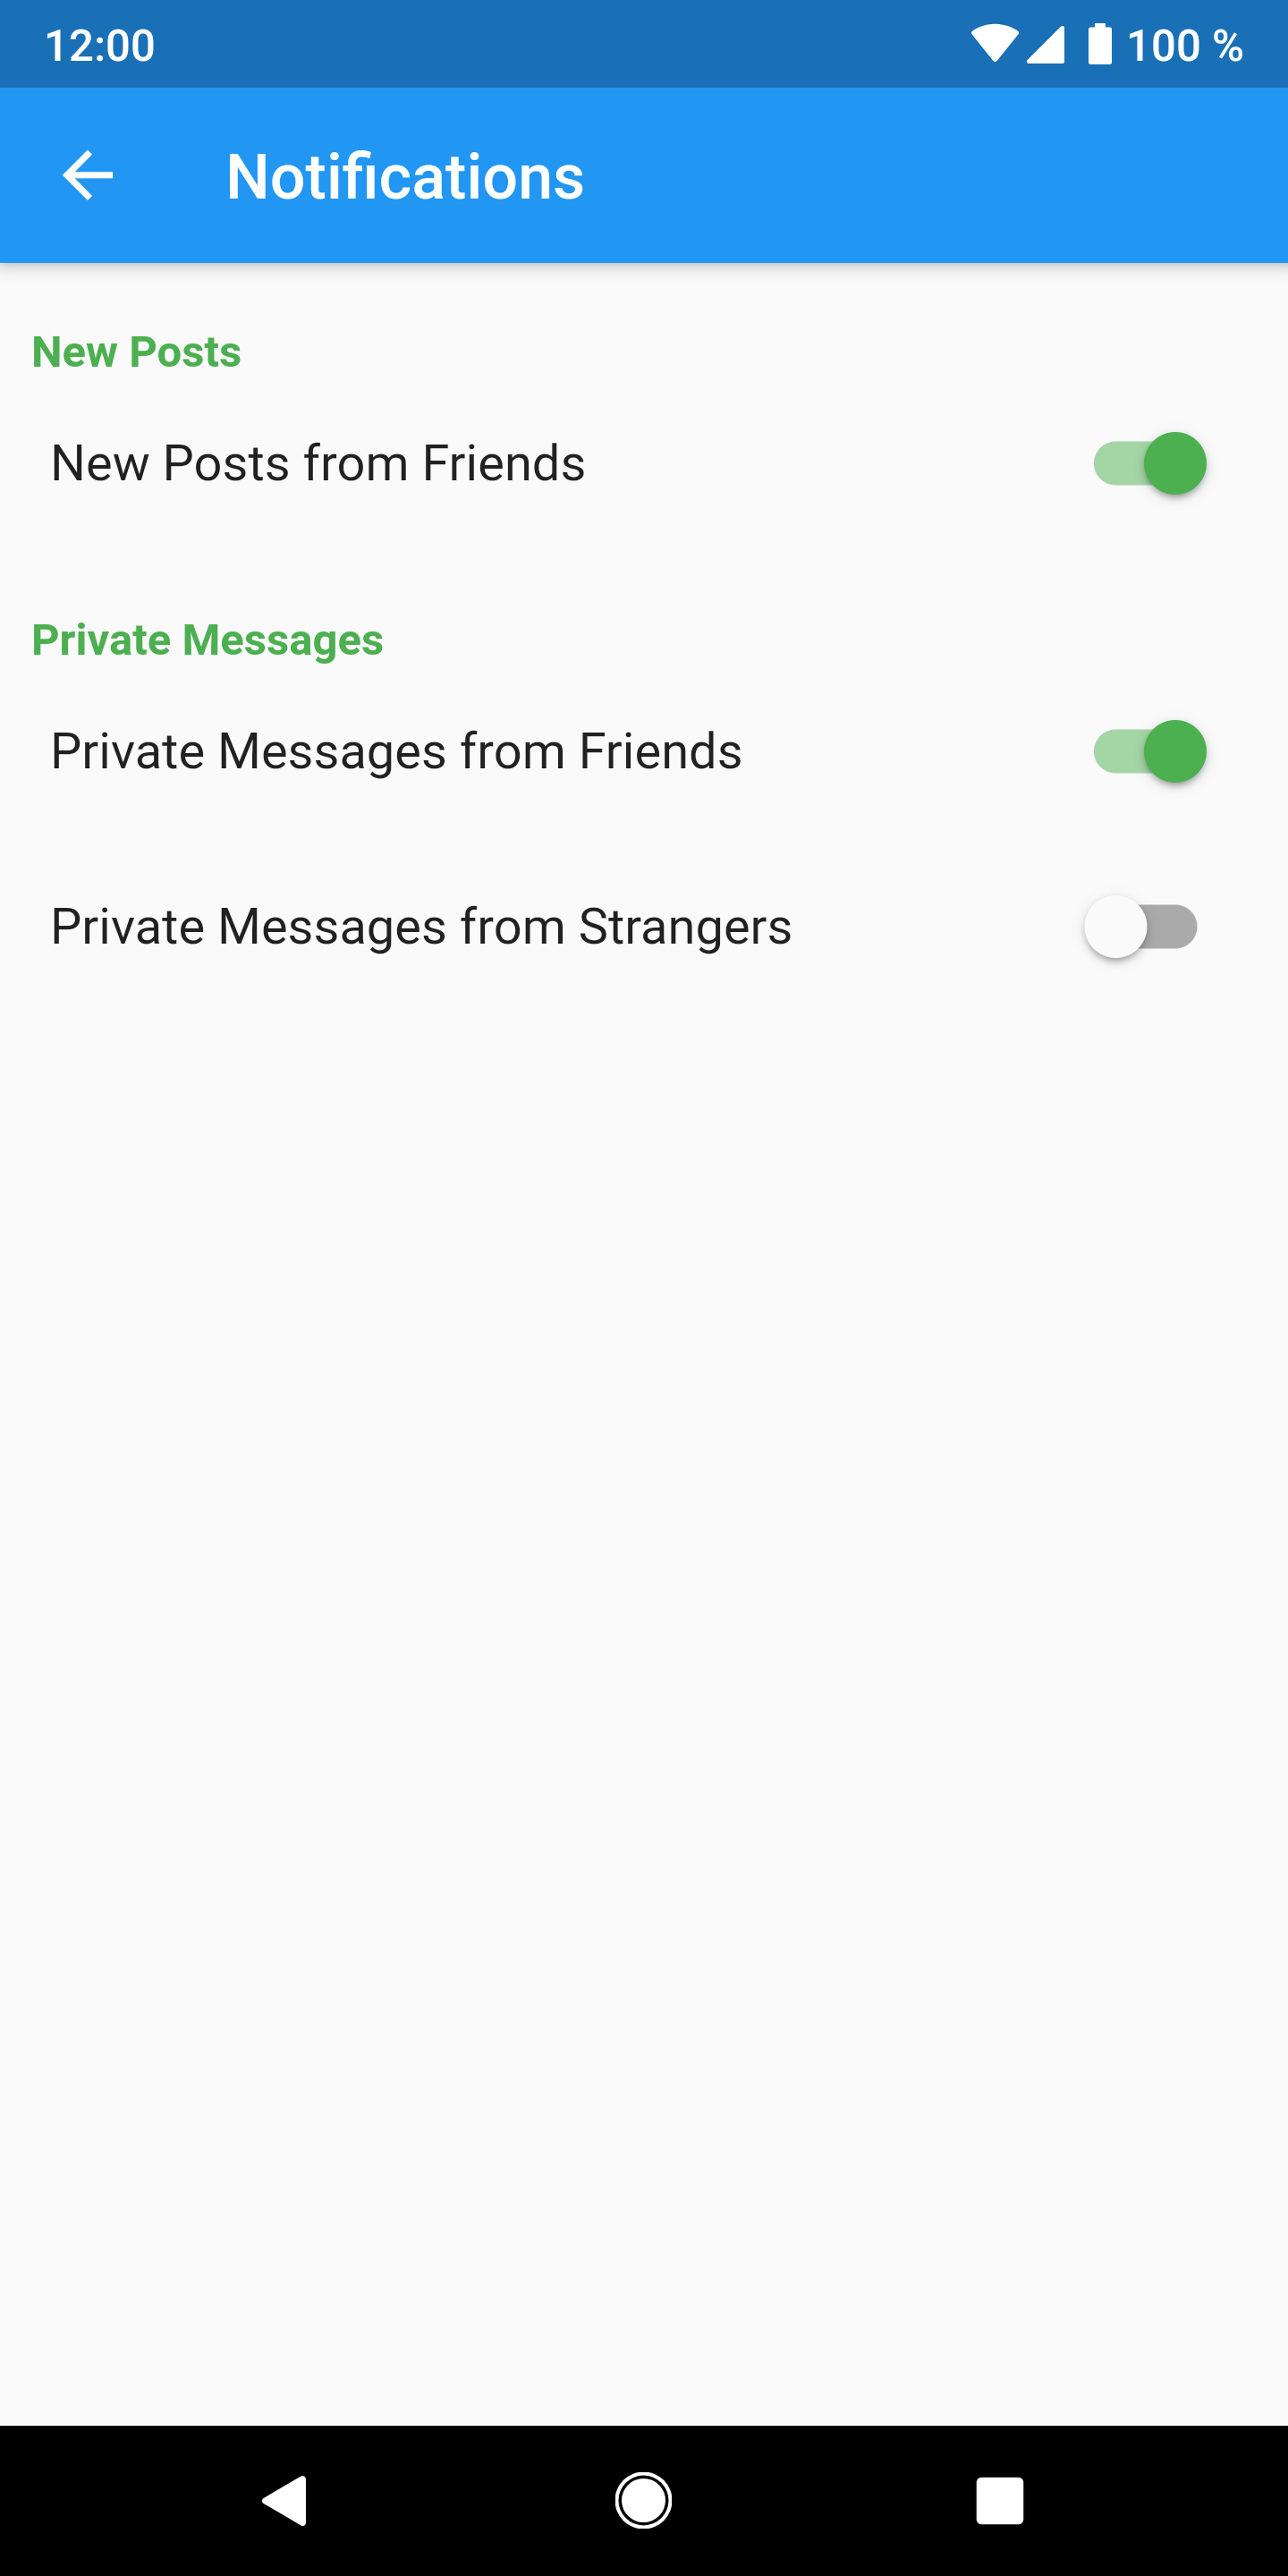 12:00 100 %
Notifications
New Posts
New Posts from Friends
Private Messages
Private Messages from Friends
Private Messages from Strangers